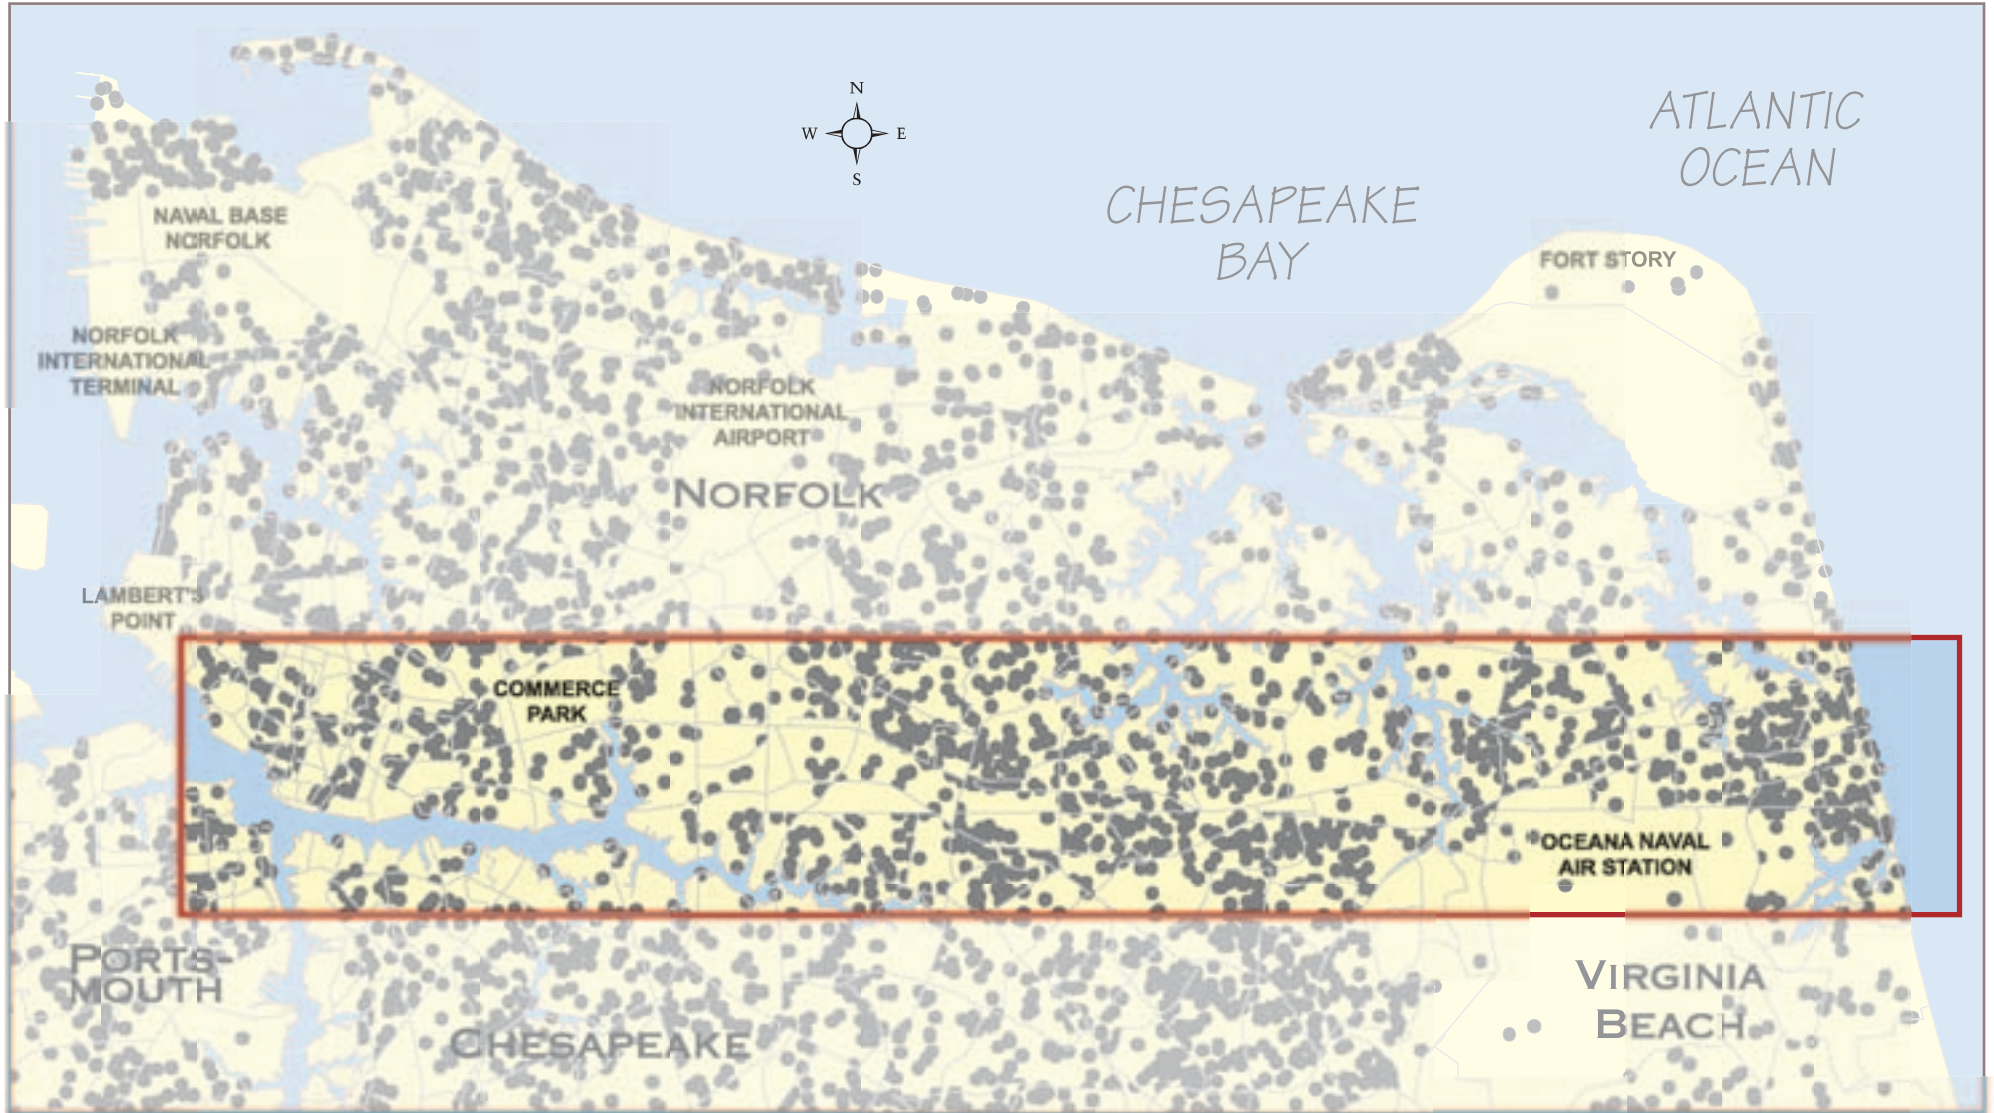 N
W E
S
ATLANTIC
OCEAN
CHESAPEAKE
BAY
NAVAL BASE
NORFOLK
FORT STORY
NORFOLK
INTERNATIONAL
TERMINAL
NORFOLK
INTERNATIONAL
AIRPORT
NORFOLK
LAMBERT'S
POINT
COMMERCE
PARK
OCEANA NAVAL
AIR STATION
PORTS-
MOUTH
VIRGINIA
BEACH
CHESAPEAKE